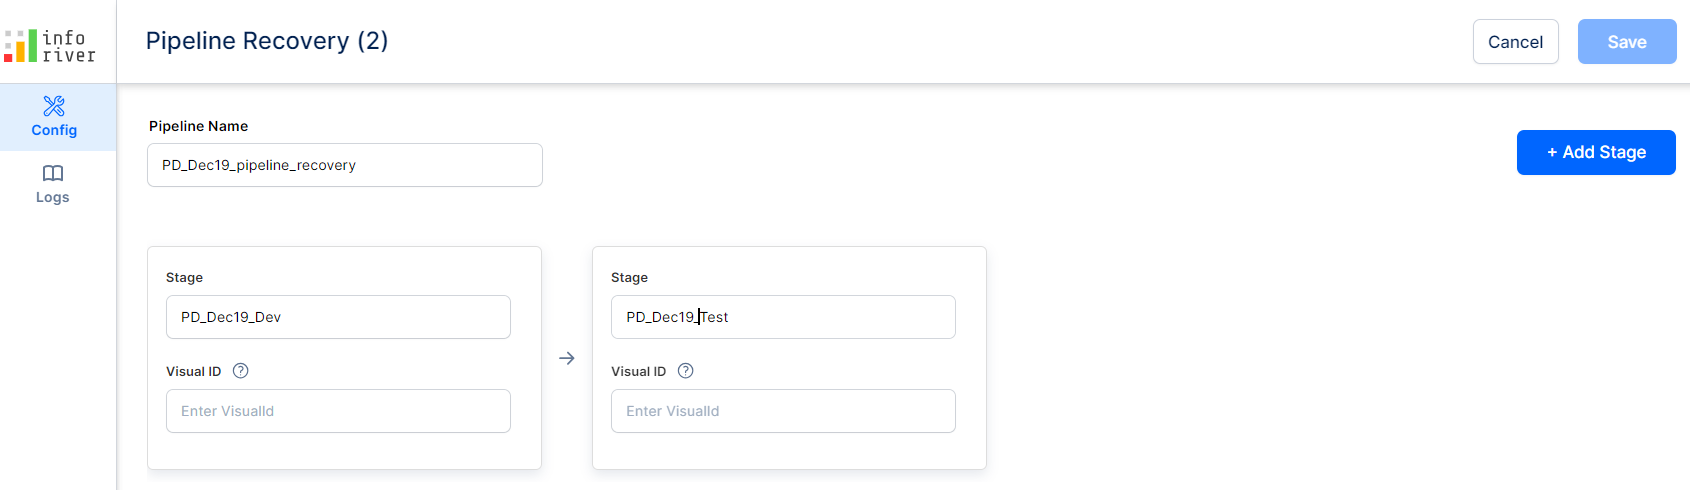 info
river
Pipeline Recovery (2)
Cancel
Save
Config
Logs
Pipeline Name
PD_Dec19_pipeline_recovery
+ Add Stage
Stage
PD_Dec19_Dev
Visual ID ?
Enter VisualId
Stage
PD_Dec19_Test
Visual ID ?
Enter VisualId